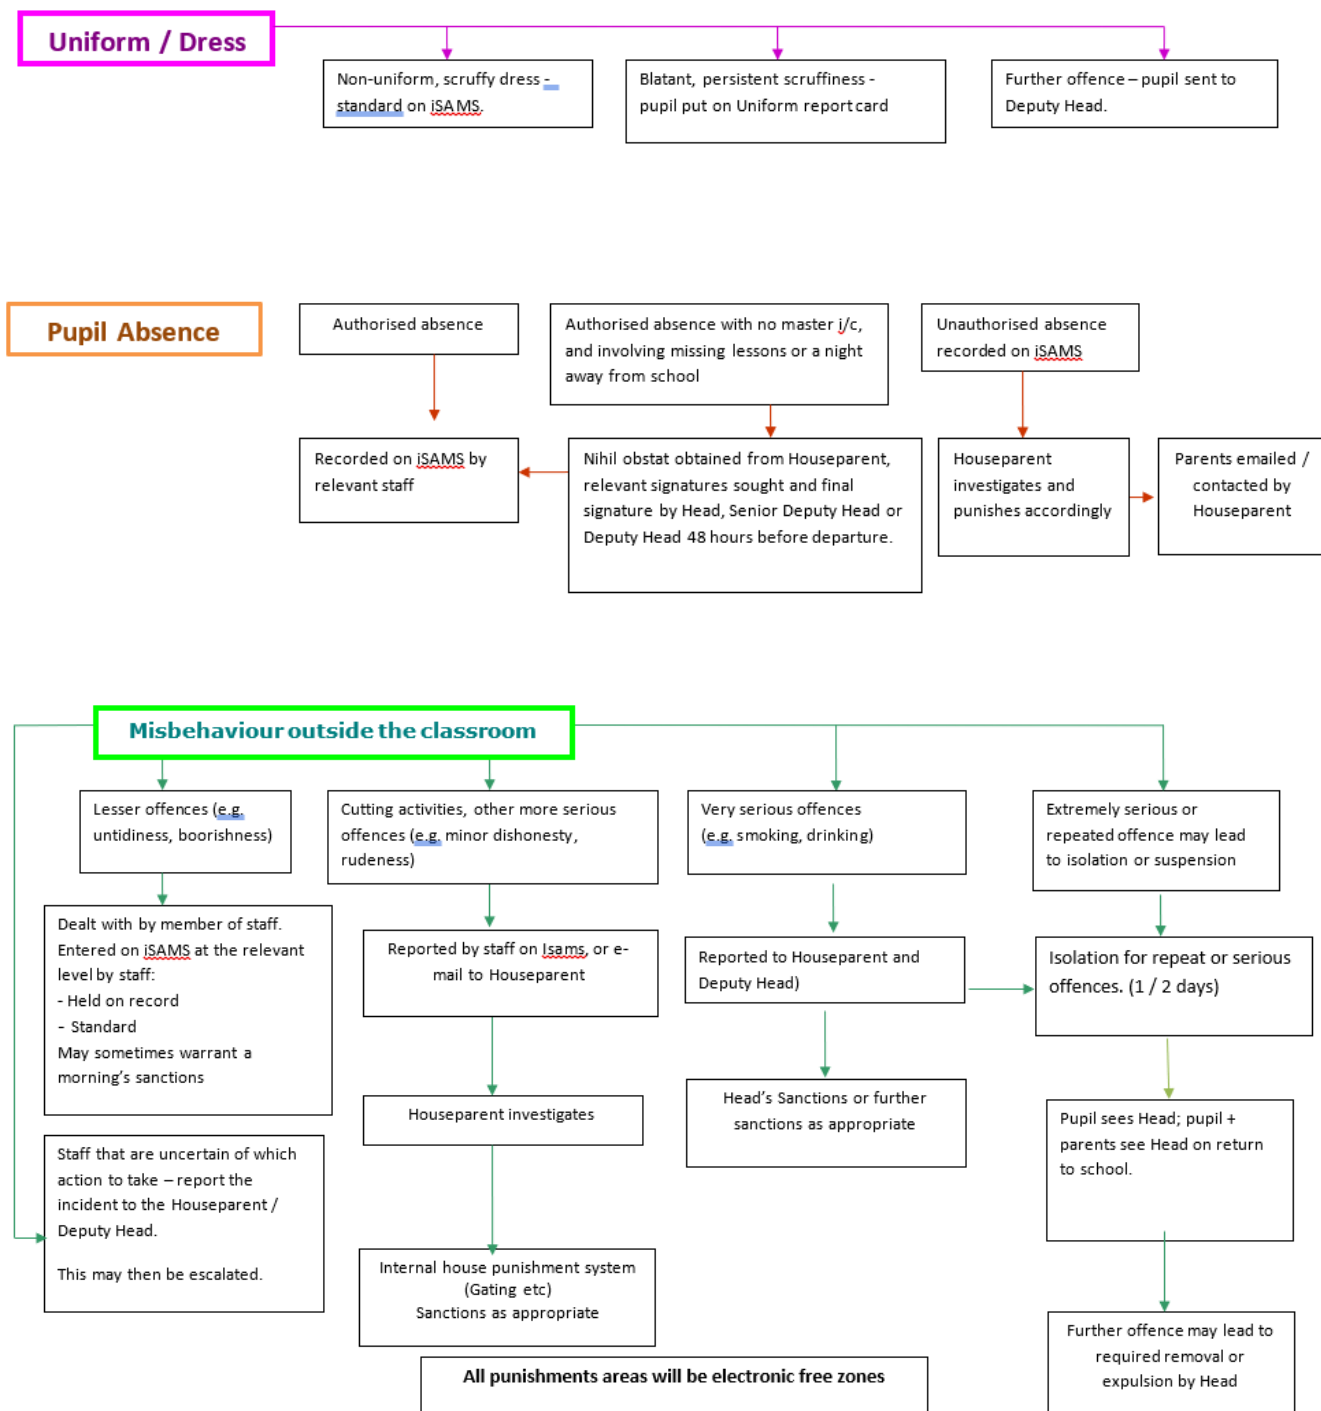 Uniform / Dress
Non-uniform, scruffy dress -
standard on iSAMS.
Blatant, persistent scruffiness -
pupil put on Uniform report card
Further offence – pupil sent to
Deputy Head.
Pupil Absence
Authorised absence
Authorised absence with no master i/c,
and involving missing lessons or a night
away from school
Unauthorised absence
recorded on iSAMS
Recorded on iSAMS by
relevant staff
Nihil obstat obtained from Houseparent,
relevant signatures sought and final
signature by Head, Senior Deputy Head or
Deputy Head 48 hours before departure.
Houseparent
investigates and
punishes accordingly
Parents emailed /
contacted by
Houseparent
Misbehaviour outside the classroom
Lesser offences (e.g.
untidiness, boorishness)
Cutting activities, other more serious
offences (e.g. minor dishonesty,
rudeness)
Very serious offences
(e.g. smoking, drinking)
Extremely serious or
repeated offence may lead
to isolation or suspension
Dealt with by member of staff.
Entered on iSAMS at the relevant
level by staff:
- Held on record
- Standard
May sometimes warrant a
morning’s sanctions
Reported by staff on Isams, or e-
mail to Houseparent
Reported to Houseparent and
Deputy Head)
Isolation for repeat or serious
offences. (1 / 2 days)
Houseparent investigates
Head’s Sanctions or further
sanctions as appropriate
Pupil sees Head; pupil +
parents see Head on return
to school.
Staff that are uncertain of which
action to take – report the
incident to the Houseparent /
Deputy Head.
This may then be escalated.
Internal house punishment system
(Gating etc)
Sanctions as appropriate
Further offence may lead to
required removal or
expulsion by Head
All punishments areas will be electronic free zones